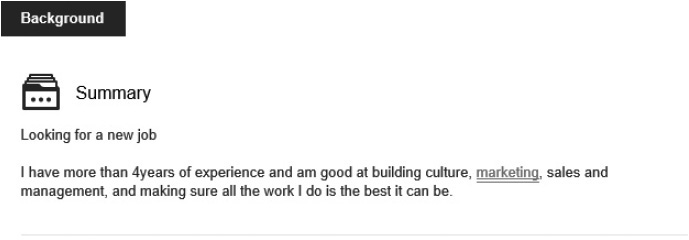 Background
Summary
Looking for a new job
I have more than 4years of experience and am good at building culture, marketing, sales and
management, and making sure all the work I do is the best it can be.